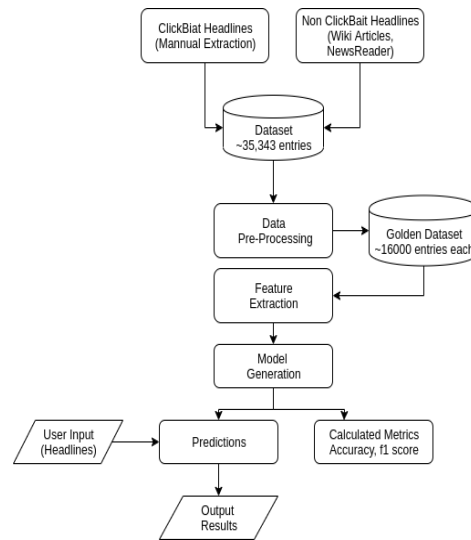 ClickBiat Headlines
(Mannual Extraction)
Non ClickBait Headlines
(Wiki Articles,
NewsReader)
Dataset
~35,343 entries
Data
Pre-Processing
Golden Dataset
~16000 entries each
Feature
Extraction
Model
Generation
User Input
(Headlines)
Predictions
Calculated Metrics
Accuracy, f1 score
Output
Results